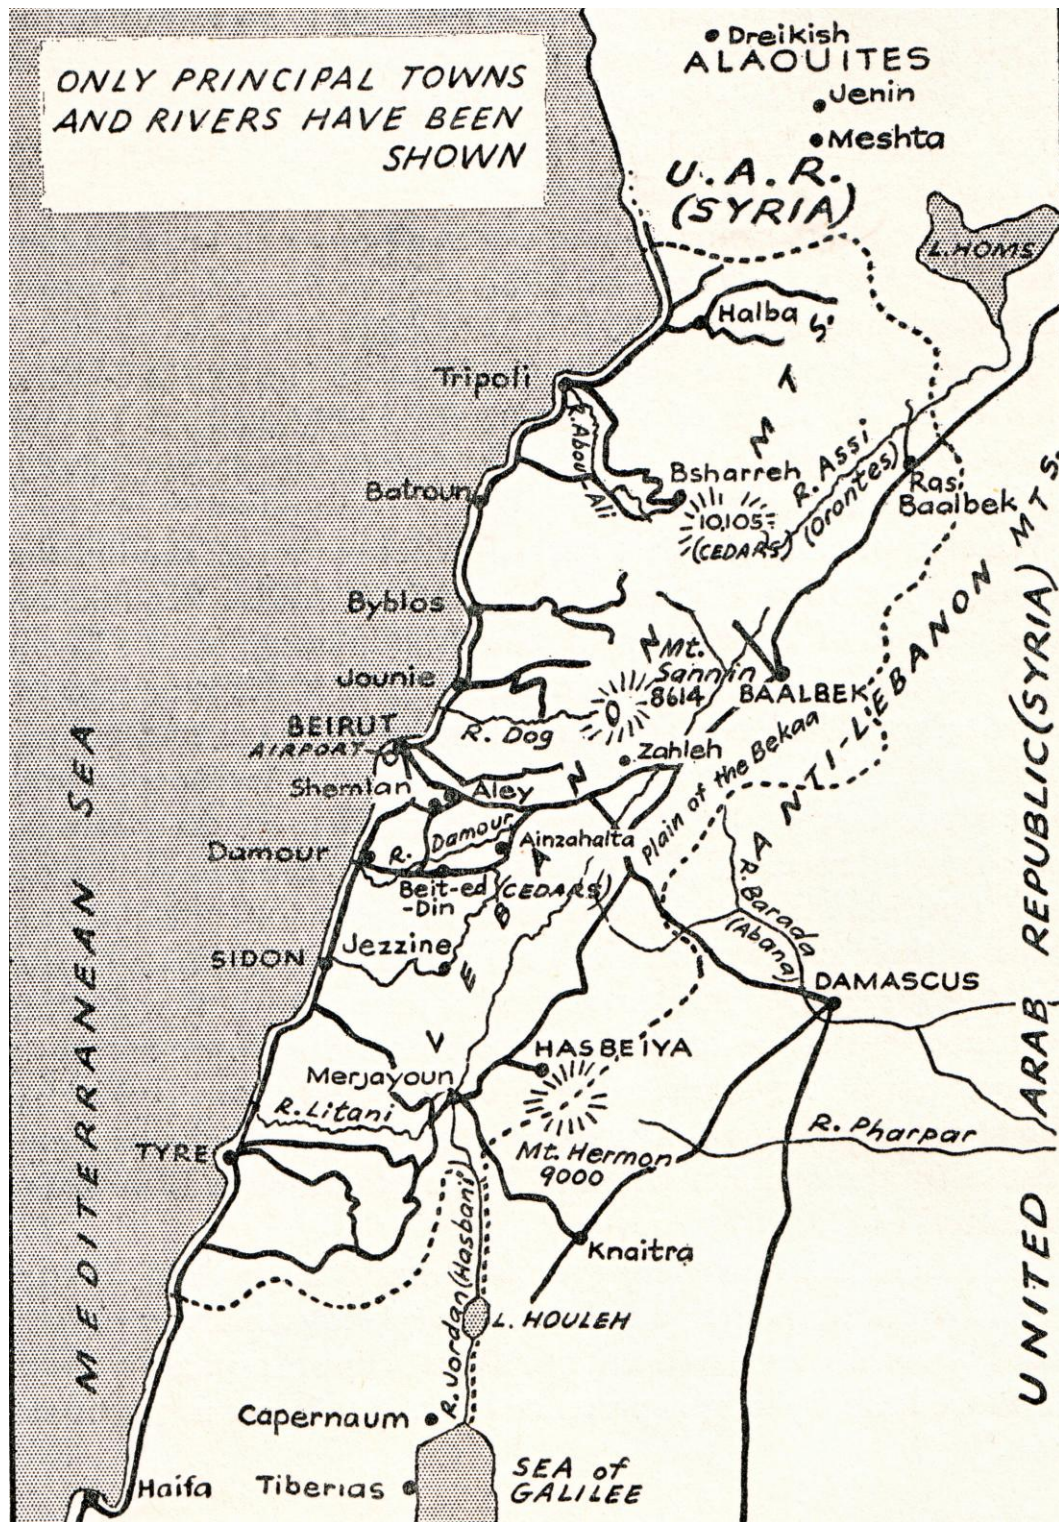 ONLY PRINCIPAL TOWNS
AND RIVERS HAVE BEEN
SHOWN
Dreikish
ALAOUITES
Jenin
Meshta
U.A.R.
(SYRIA)
L. HOMS
Halba
Tripoli
R. Abou-Ali
Bsharreh
10,105
(CEDARS)
R. Assi
(Orontes)
Ras
Baalbek
Batroun
Byblos
Jounie
Mt.
Sannin
8614
BAALBEK
BEIRUT
AIRPORT
R. Dog
Zahleh
Plain of the Bekaa
Shemlan
Aley
Damour
R. Damour
Ainzahalta
Beit-ed
-Din
(CEDARS)
R. Barada
(Abana)
SIDON
Jezzine
DAMASCUS
HASBEIYA
Merjayoun
R. Litani
Mt. Hermon
9000
R. Pharpar
TYRE
Knaitra
R. Jordan (Hasbani)
L. HOULEH
Capernaum
Haifa
Tiberias
SEA of
GALILEE
MEDITERRANEAN SEA
LEVANON MTS.
ANTI-LEBANON MTS.
UNITED ARAB REPUBLIC (SYRIA)